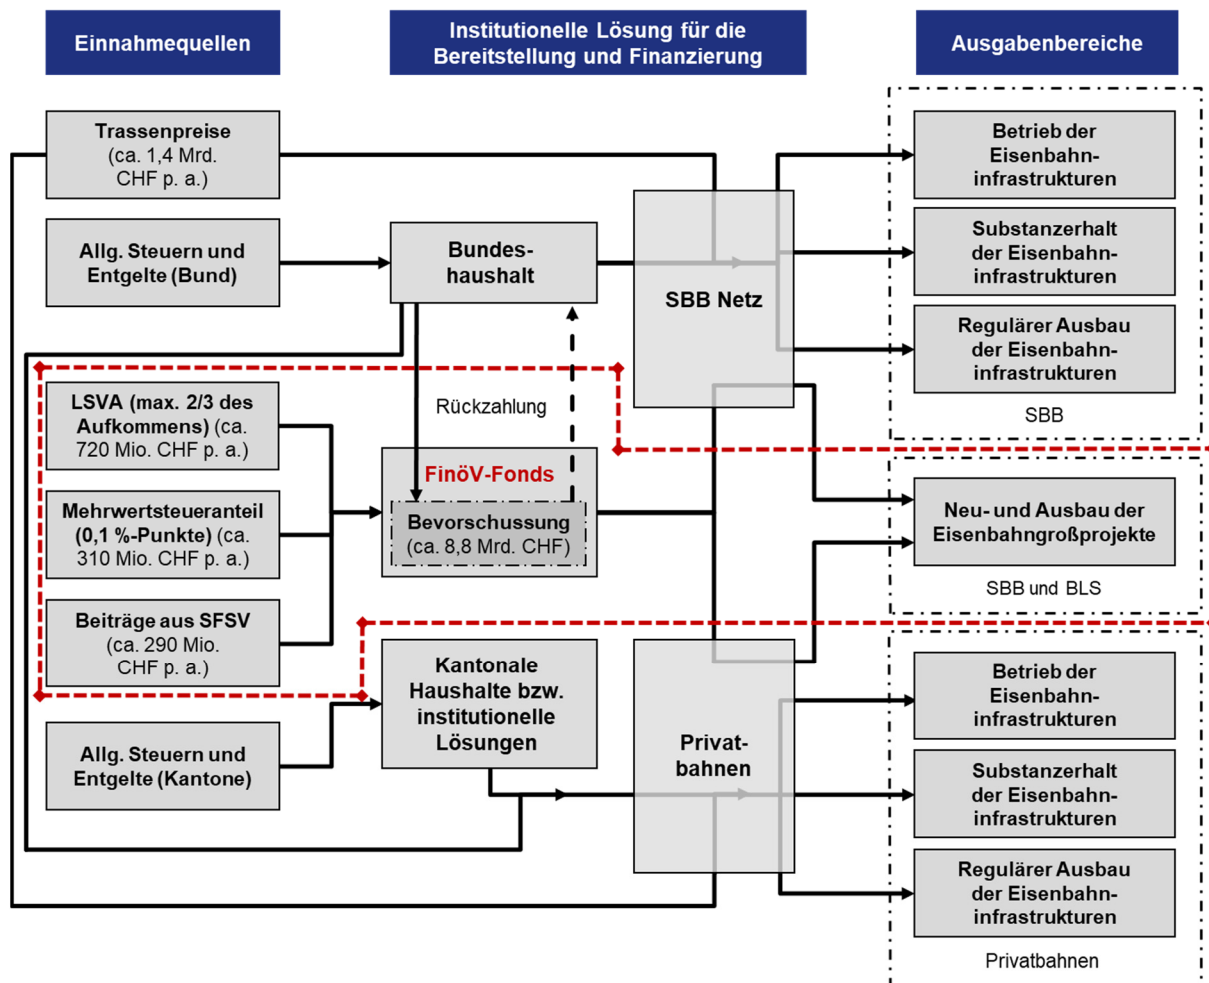 Einnahmequellen
Institutionelle Lösung für die
Bereitstellung und Finanzierung
Ausgabenbereiche
Trassenpreise
(ca. 1,4 Mrd.
CHF p. a.)
Allg. Steuern und
Entgelte (Bund)
LSVA (max. 2/3 des
Aufkommens) (ca.
720 Mio. CHF p. a.)
Mehrwertsteueranteil
(0,1 %-Punkte) (ca.
310 Mio. CHF p. a.)
Beiträge aus SFSV
(ca. 290 Mio.
CHF p. a.)
Allg. Steuern und
Entgelte (Kantone)
Bundes-
haushalt
Rückzahlung
FinöV-Fonds
Bevorschussung
(ca. 8,8 Mrd. CHF)
Kantonale
Haushalte bzw.
institutionelle
Lösungen
SBB Netz
Privat-
bahnen
Betrieb der
Eisenbahn-
infrastrukturen
Substanzerhalt
der Eisenbahn-
infrastrukturen
Regulärer Ausbau
der Eisenbahn-
infrastrukturen
SBB
Neu- und Ausbau der
Eisenbahngroßprojekte
SBB und BLS
Betrieb der
Eisenbahn-
infrastrukturen
Substanzerhalt
der Eisenbahn-
infrastrukturen
Regulärer Ausbau
der Eisenbahn-
infrastrukturen
Privatbahnen